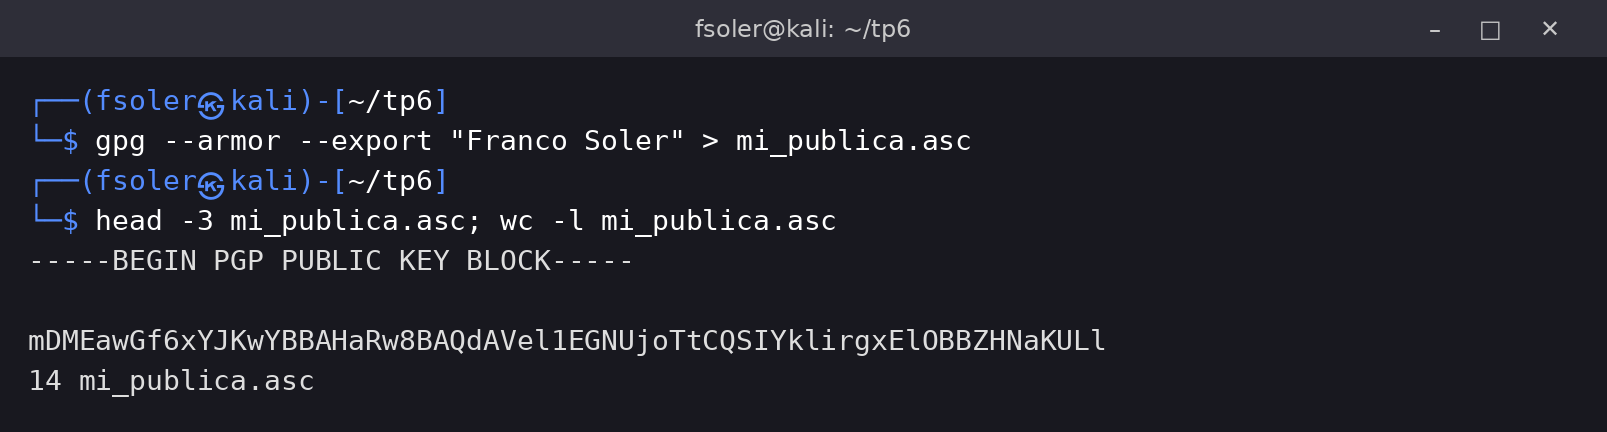 fsoler@kali: ~/tp6
┌──(fsoler㉿kali)-[~/tp6]
└─$ gpg --armor --export "Franco Soler" > mi_publica.asc
┌──(fsoler㉿kali)-[~/tp6]
└─$ head -3 mi_publica.asc; wc -l mi_publica.asc
-----BEGIN PGP PUBLIC KEY BLOCK-----

mDMEawGf6xYJKwYBBAHaRw8BAQdAVel1EGNUjoTtCQSIYklirgxElOBBZHNaKULl
14 mi_publica.asc